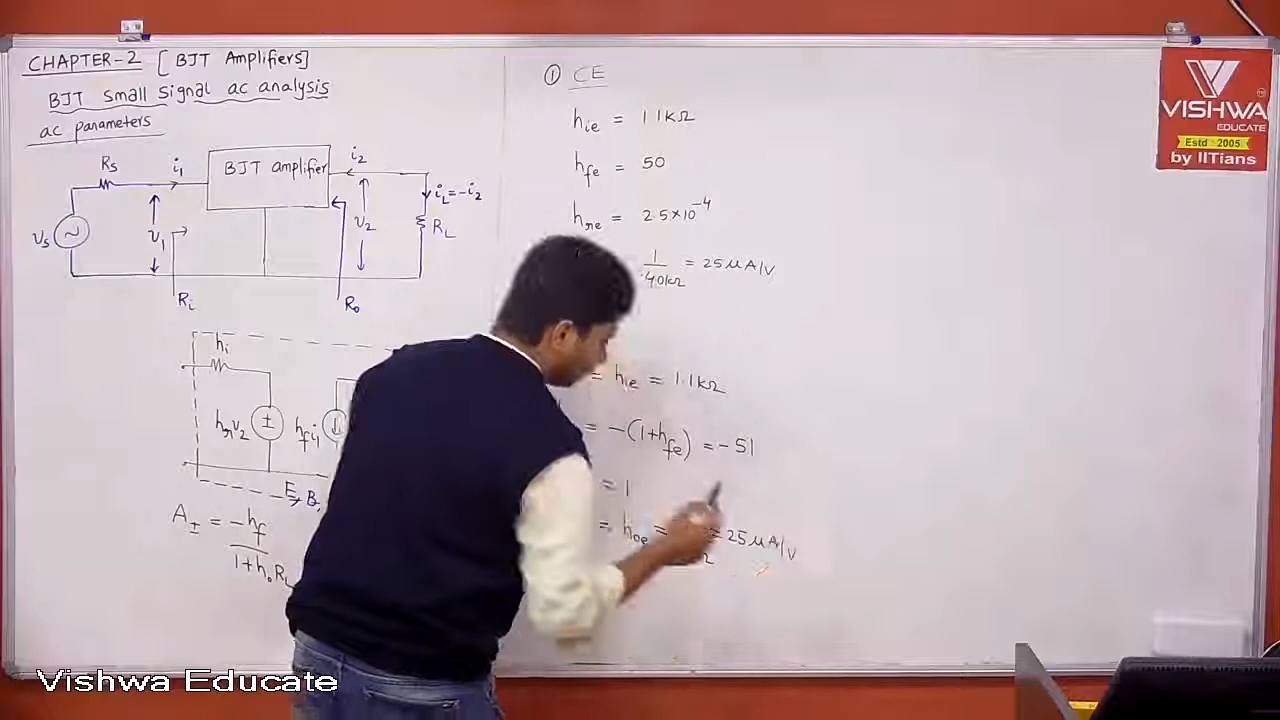 CHAPTER-2 [BJT Amplifiers]
BJT small signal ac analysis
ac parameters
Rs
i1
BJT amplifier
i2
iL=-i2
vs
v1
v2
RL
Ri
Ro
hi
hrv2
hfi1
E
B
AI = -hf
1+hoRL
① CE
hie = 1.1kΩ
hfe = 50
hre = 2.5×10^-4
1
40kΩ
= 25μA/V
= hie = 1.1kΩ
= -(1+hfe) = -51
= 1
= hoe =
= 25μA/V
VISHWA
EDUCATE
Estd 2005
by IITians
Vishwa Educate